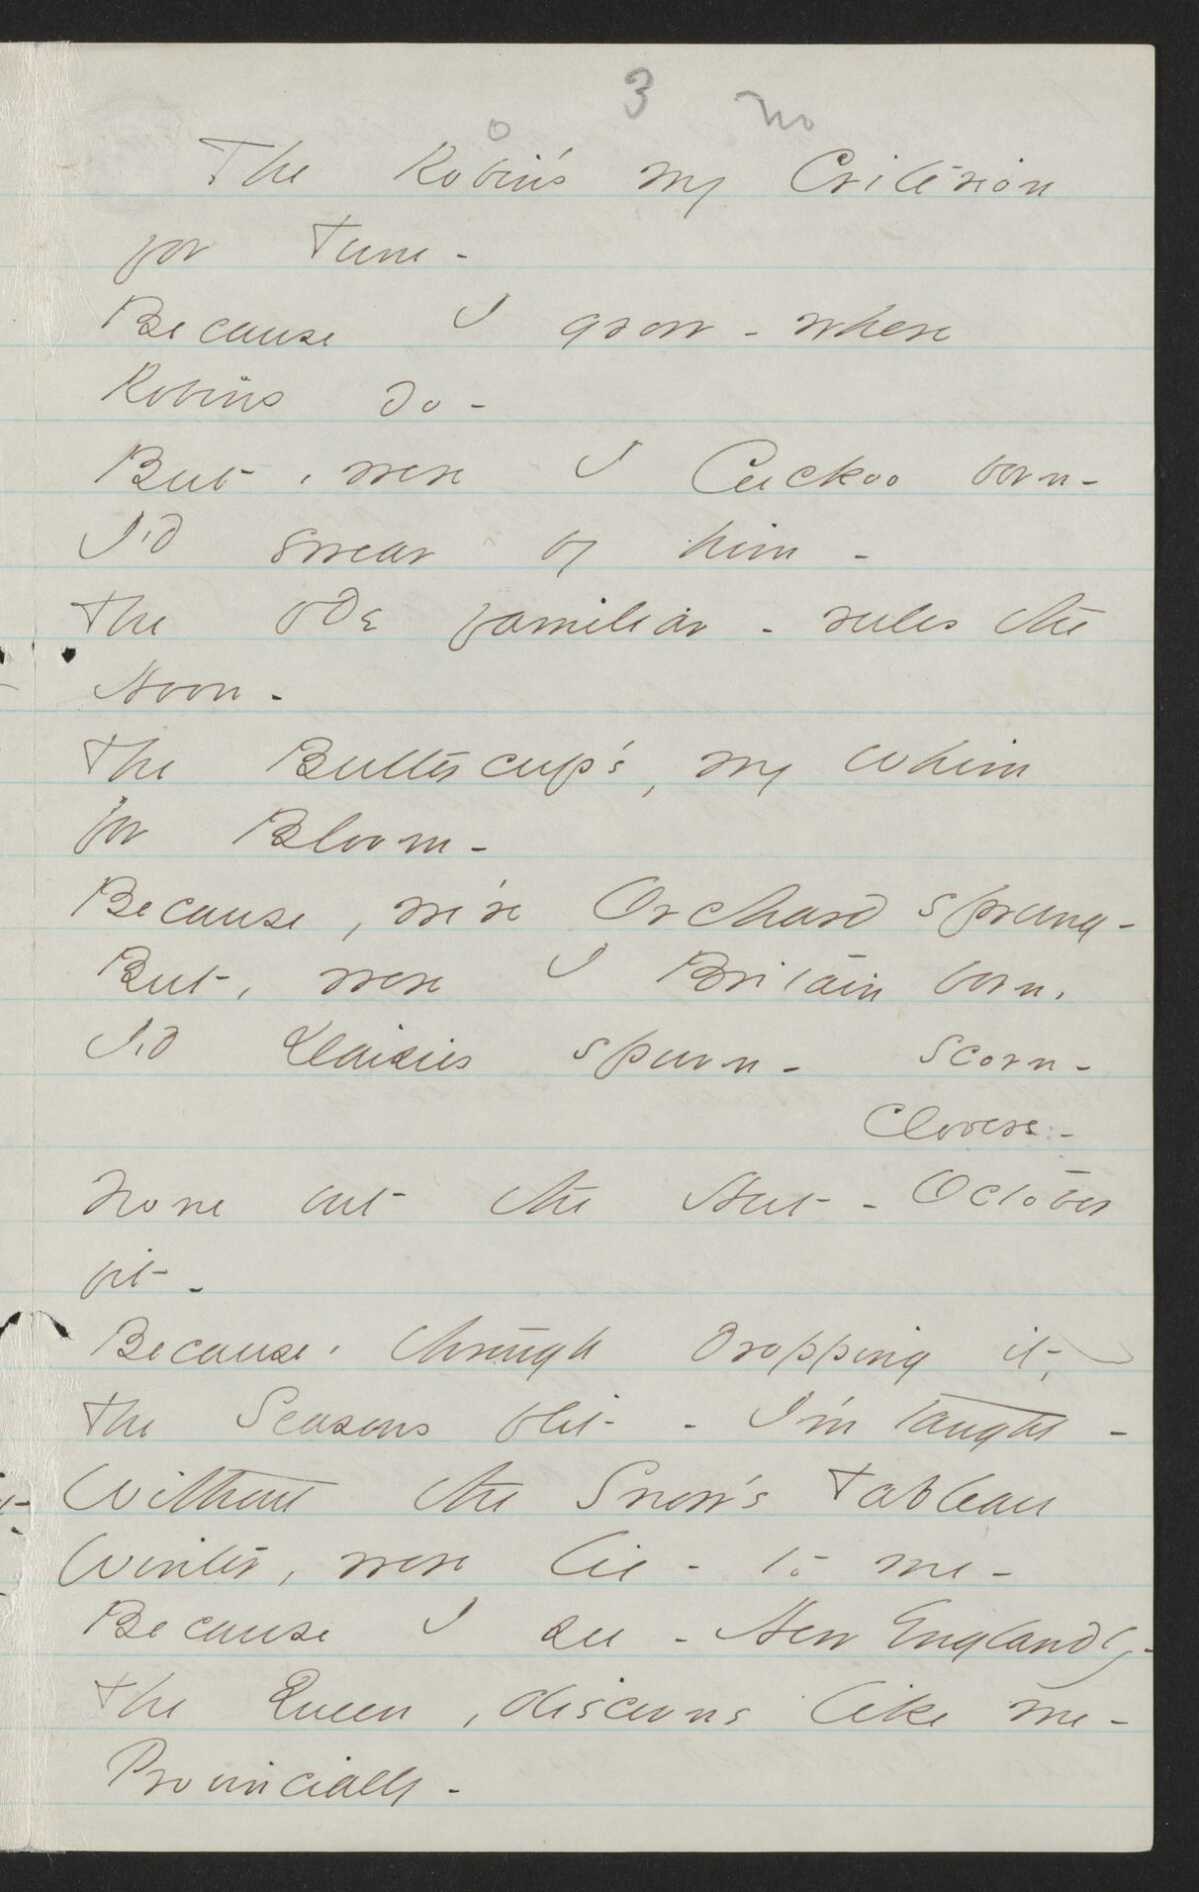 3 no
o
The Robin's my Criterion
for Tune -
Because I grow - where
Robins do -
But, were I Cuckoo born -
I'd swear by him -
The ode familiar - rules the
Noon -
The Buttercup's, my Whim
for Bloom -
Because, we're Orchard sprung -
But, were I Britain born,
I'd Daisies spurn - scorn -
Clovers -
None but the Nut - October
fit -
Because, through dropping it,
The Seasons flit - I'm taught -
Without the Snow's Tableau
Winter, were lie - to me -
Because I see - New Englandly -
The Queen, discerns like me -
Provincially -